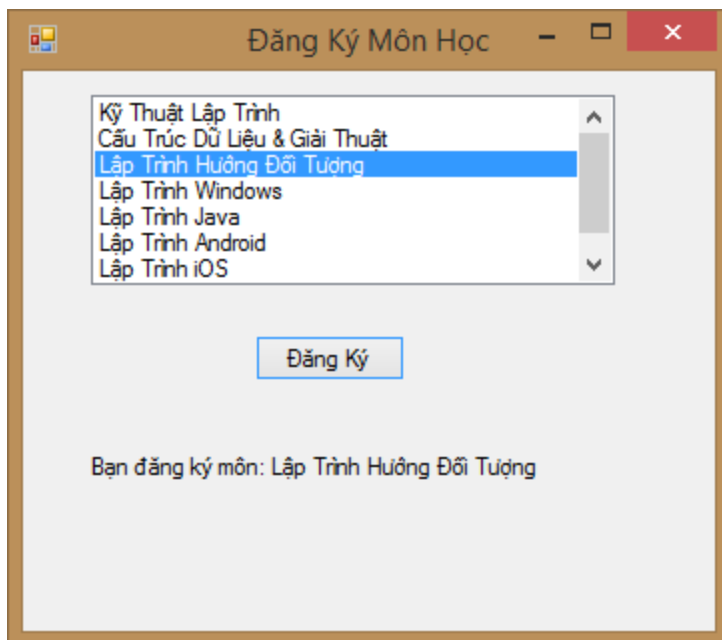 Đăng Ký Môn Học
Kỹ Thuật Lập Trình
Cấu Trúc Dữ Liệu & Giải Thuật
Lập Trình Hướng Đối Tượng
Lập Trình Windows
Lập Trình Java
Lập Trình Android
Lập Trình iOS
Đăng Ký
Bạn đăng ký môn: Lập Trình Hướng Đối Tượng